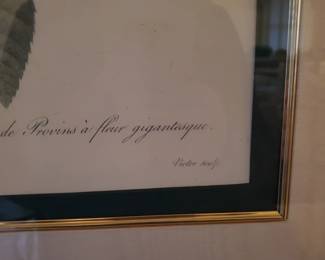 de Provins à fleur gigantesque.
Victor sculp.